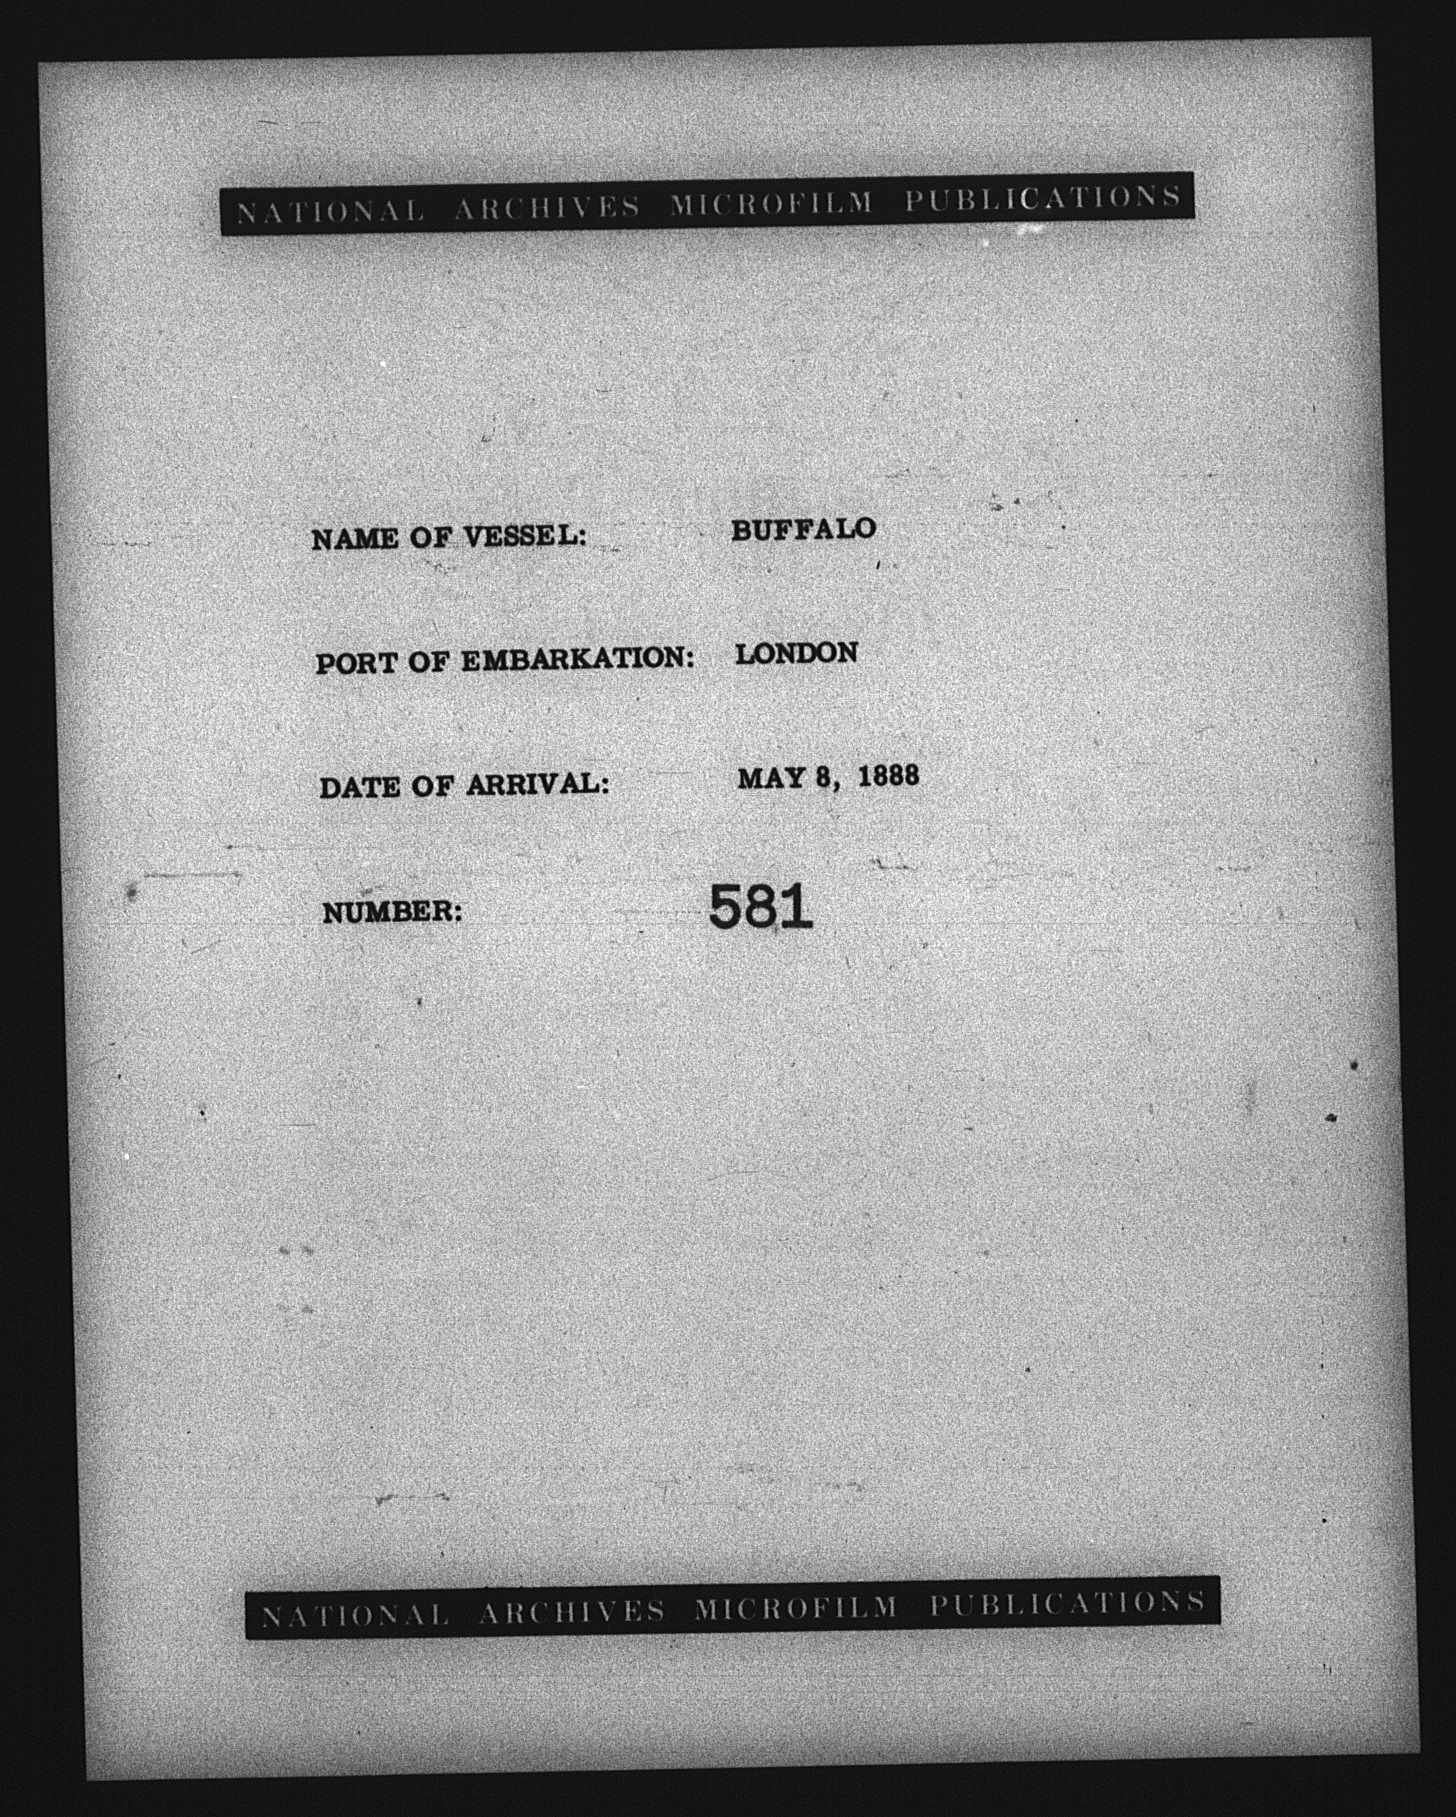 NATIONAL ARCHIVES MICROFILM PUBLICATIONS
NAME OF VESSEL: BUFFALO
PORT OF EMBARKATION: LONDON
DATE OF ARRIVAL: MAY 8, 1888
NUMBER: 581
NATIONAL ARCHIVES MICROFILM PUBLICATIONS